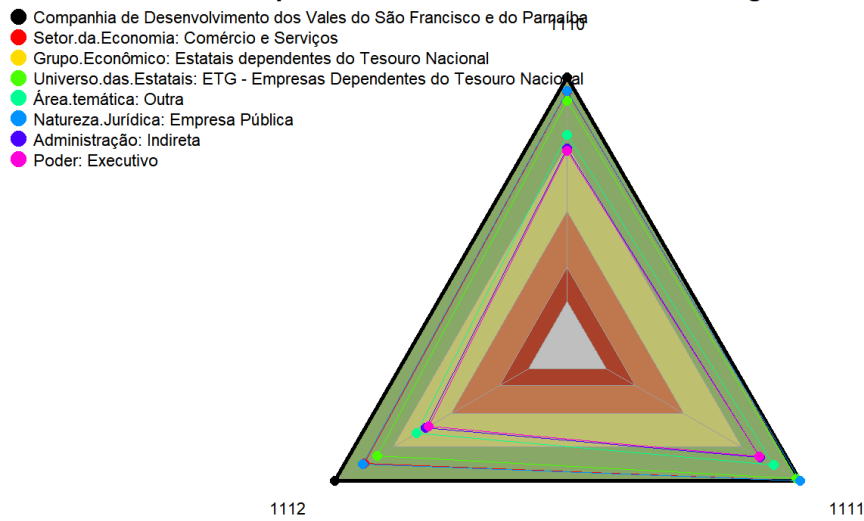 Companhia de Desenvolvimento dos Vales do São Francisco e do Parnaíba
1110
Setor.da.Economia: Comércio e Serviços
Grupo.Econômico: Estatais dependentes do Tesouro Nacional
Universo.das.Estatais: ETG - Empresas Dependentes do Tesouro Nacional
Área.temática: Outra
Natureza.Jurídica: Empresa Pública
Administração: Indireta
Poder: Executivo
1112
1111